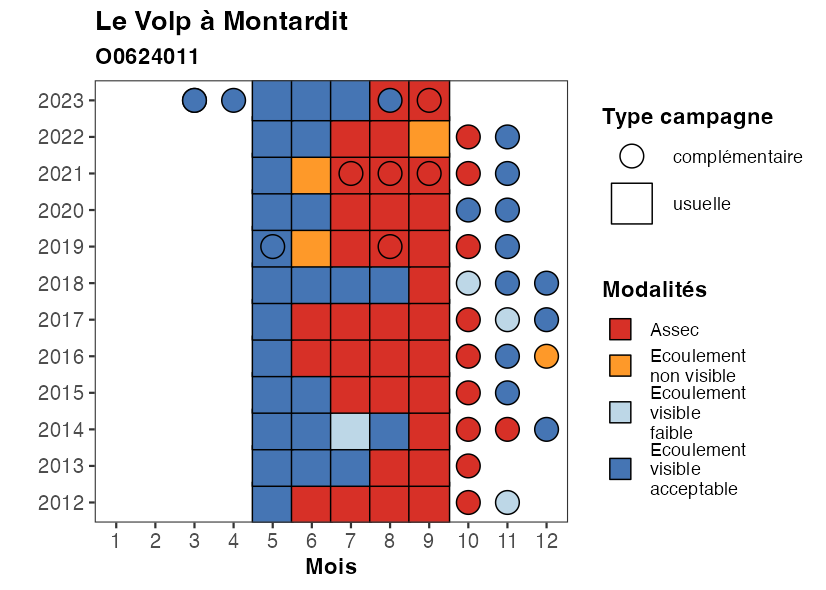 Le Volp à Montardit
O0624011
2023
2022
2021
2020
2019
2018
2017
2016
2015
2014
2013
2012
1 2 3 4 5 6 7 8 9 10 11 12
Mois
Type campagne
complémentaire
usuelle
Modalités
Assec
Ecoulement
non visible
Ecoulement
visible
faible
Ecoulement
visible
acceptable